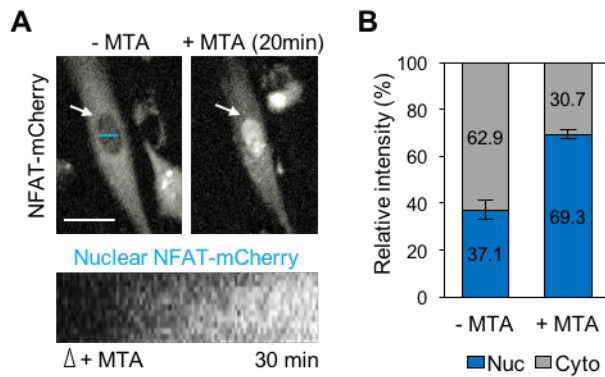 A
- MTA
+ MTA (20min)
NFAT-mCherry
Nuclear NFAT-mCherry
Δ + MTA
30 min
B
Relative intensity (%)
100
80
60
40
20
0
62.9
37.1
30.7
69.3
- MTA
+ MTA
Nuc
Cyto